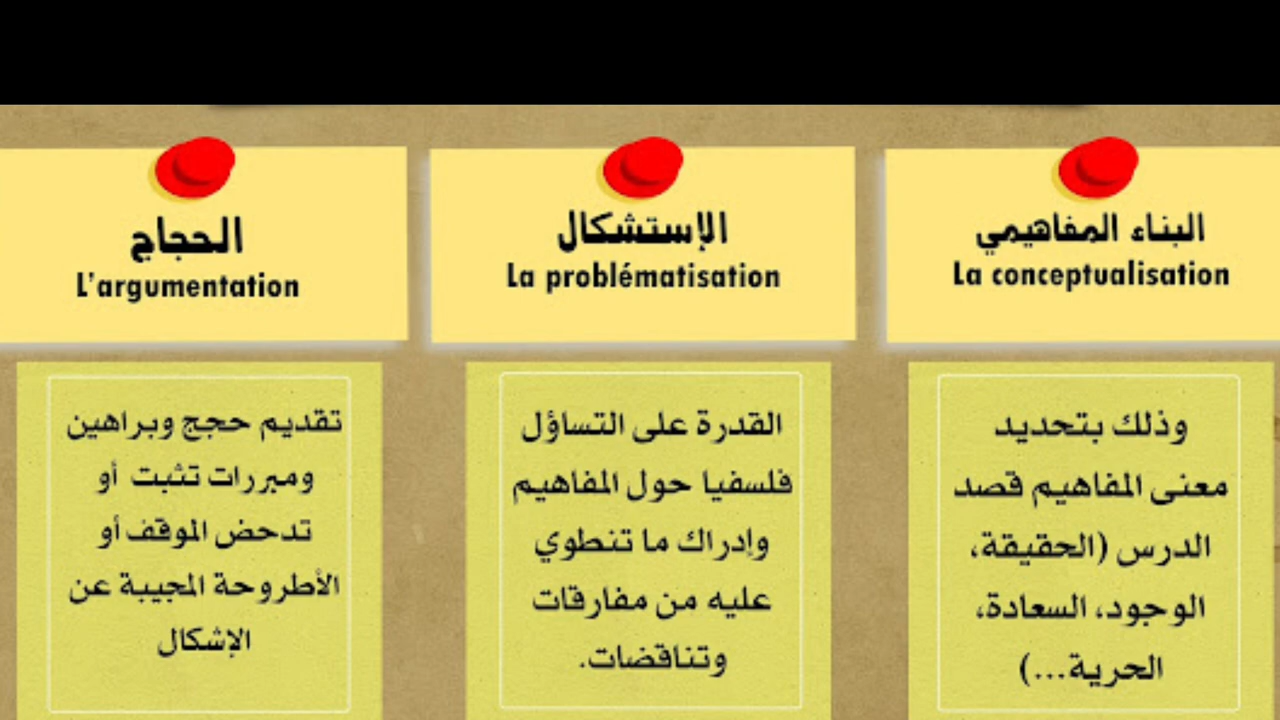 البناء المفاهيمي
La conceptualisation
وذلك بتحديد
معنى المفاهيم قصد
الدرس (الحقيقة،
الوجود، السعادة،
الحرية...)
الإستشكال
La problématisation
القدرة على التساؤل
فلسفيا حول المفاهيم
وإدراك ما تنطوي
عليه من مفارقات
وتناقضات.
الحجاج
L'argumentation
تقديم حجج وبراهين
ومبررات تثبت أو
تدحض الموقف أو
الأطروحة المجيبة عن
الإشكال